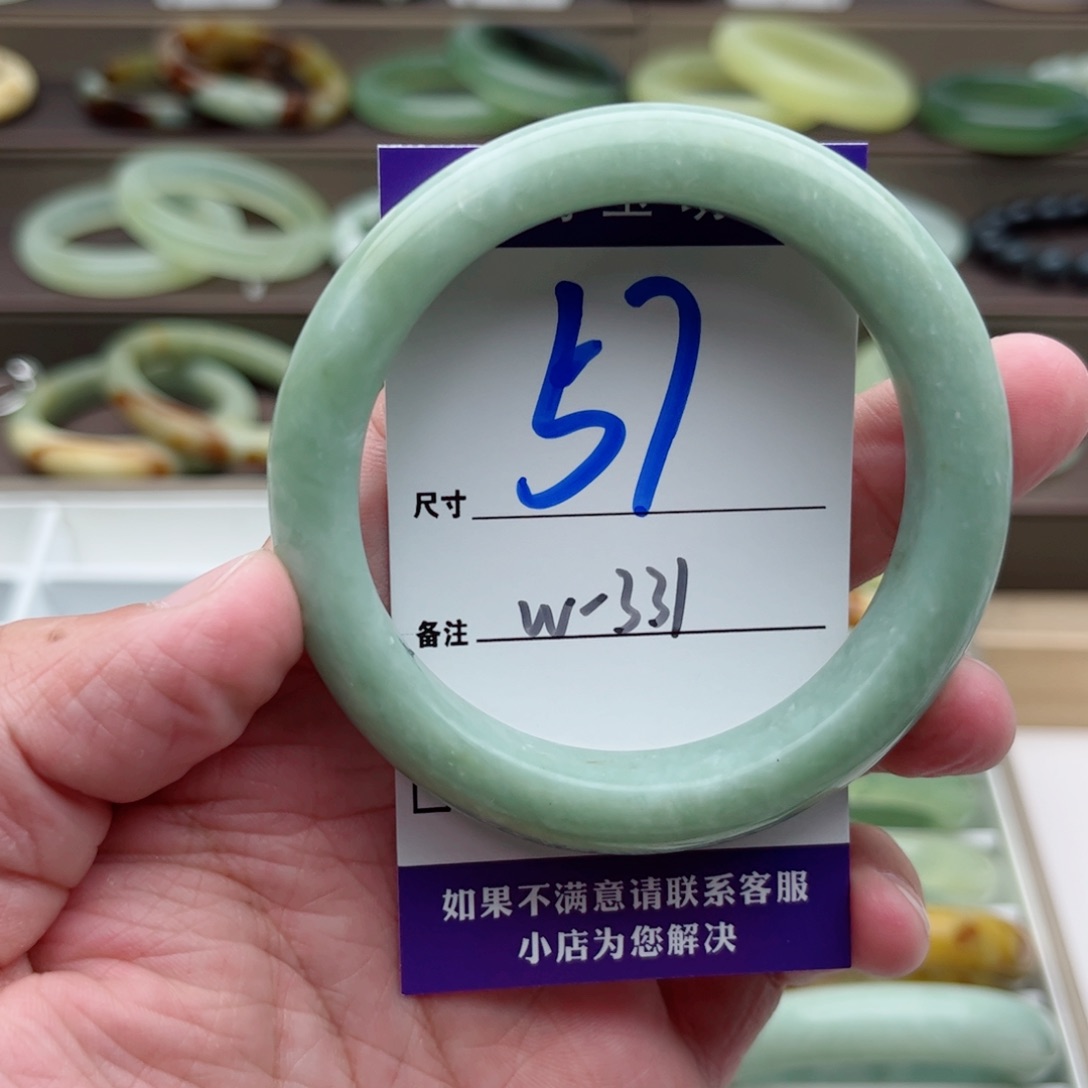 57
尺寸
备注 W-331
如果不满意请联系客服
小店为您解决